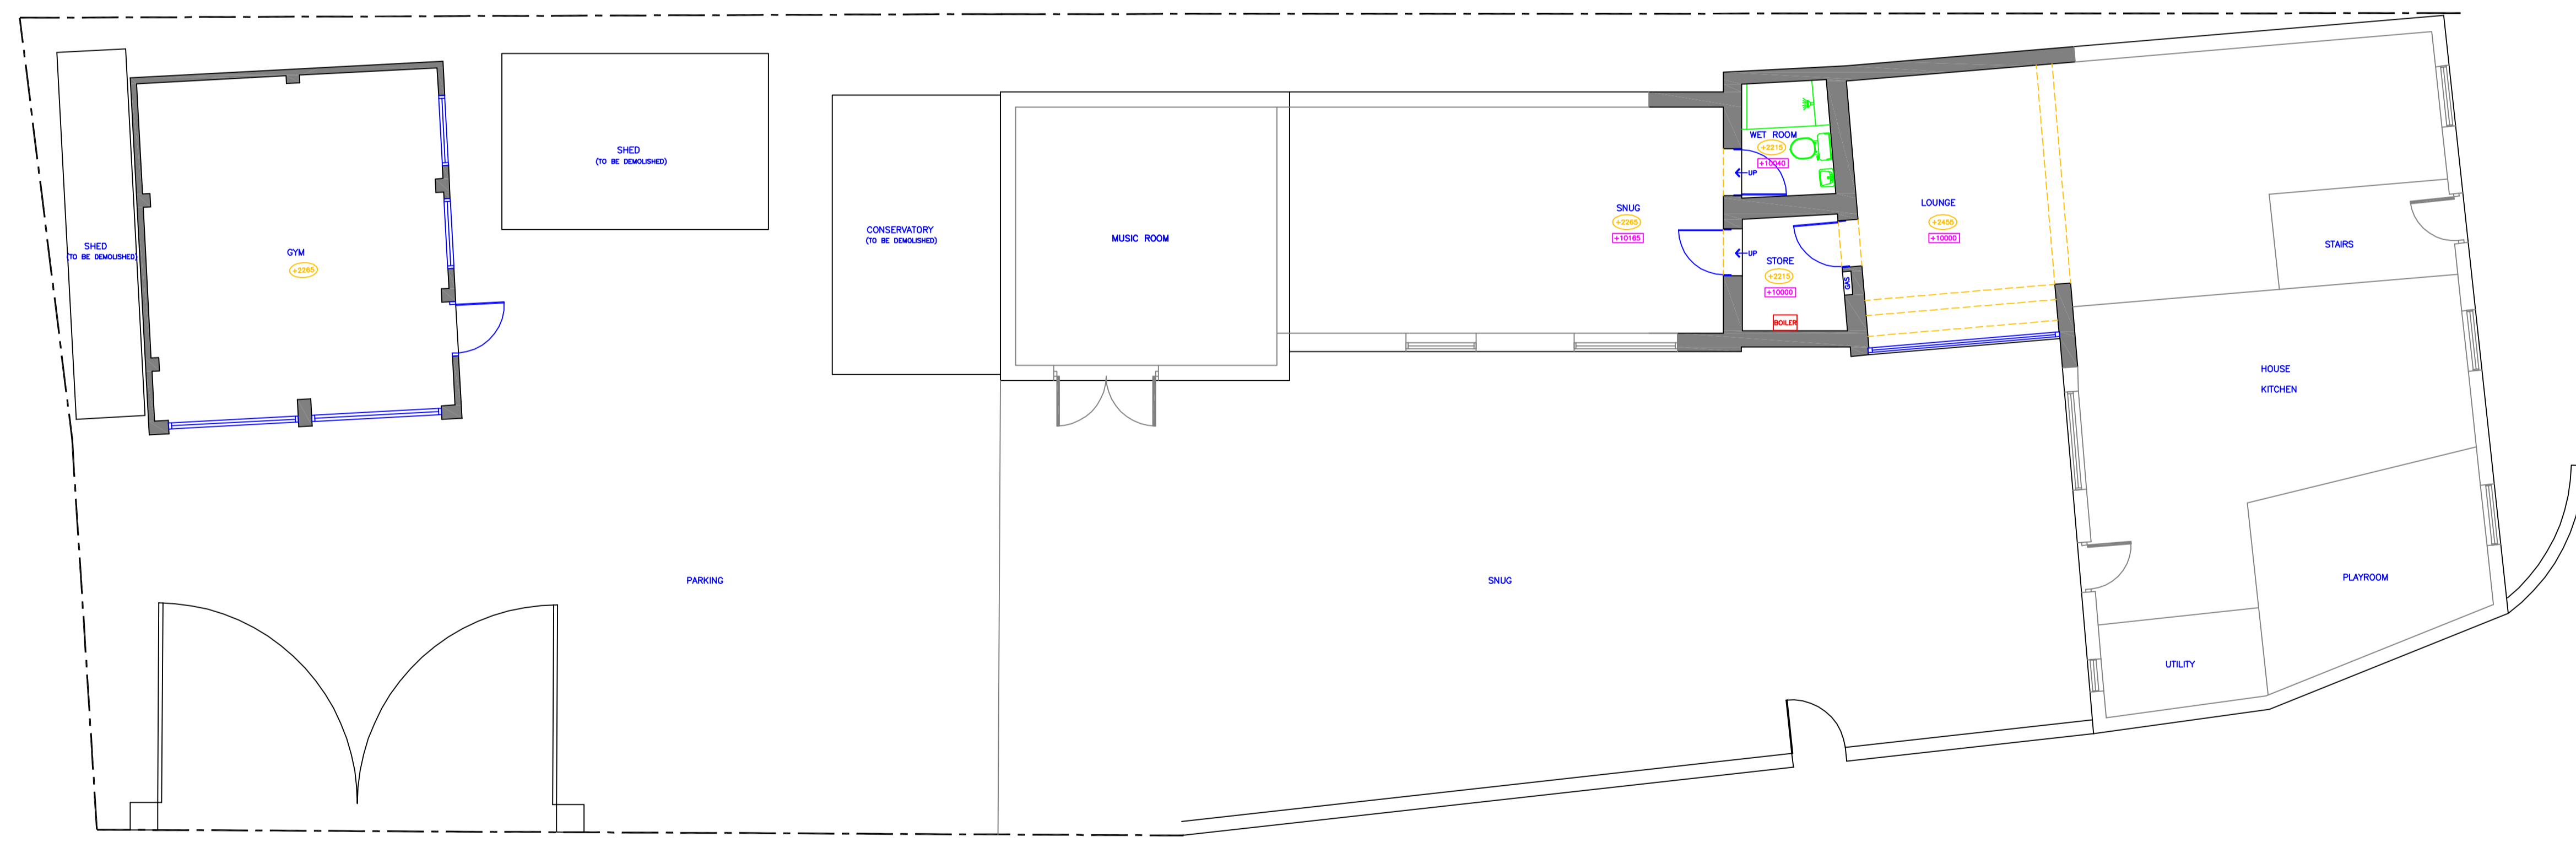 SHED
(TO BE DEMOLISHED)
GYM
+2265
SHED
(TO BE DEMOLISHED)
CONSERVATORY
(TO BE DEMOLISHED)
MUSIC ROOM
SNUG
+2265
+10165
WET ROOM
+2215
+10040
UP
UP
STORE
+2215
+10000
GAS
BOILER
LOUNGE
+2455
+10000
STAIRS
HOUSE
KITCHEN
PLAYROOM
UTILITY
PARKING
SNUG